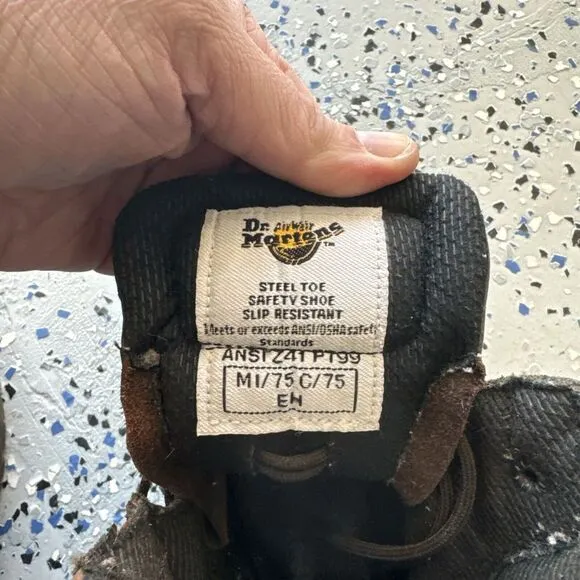 Dr. AirWair
Martens™
STEEL TOE
SAFETY SHOE
SLIP RESISTANT
Meets or exceeds ANSI/OSHA safety
Standards
ANSI Z41 PT99
MI/75 C/75
EH